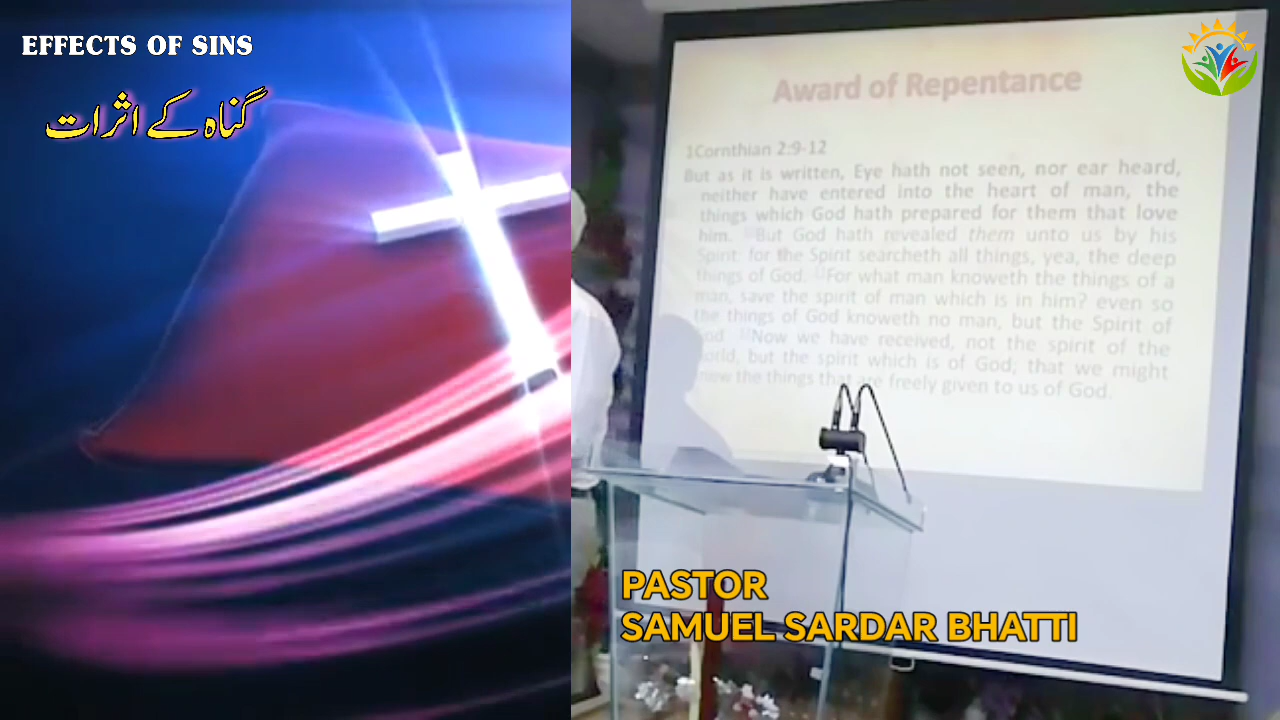 EFFECTS OF SINS
گناہ کے اثرات
Award of Repentance
1Cornthian 2:9-12
But as it is written, Eye hath not seen, nor ear heard,
neither have entered into the heart of man, the
things which God hath prepared for them that love
him. But God hath revealed them unto us by his
Spirit: for the Spirit searcheth all things, yea, the deep
things of God. For what man knoweth the things of a
man, save the spirit of man which is in him? even so
the things of God knoweth no man, but the Spirit of
Now we have received, not the spirit of the
but the spirit which is of God; that we might
the things that are freely given to us of God.
PASTOR
SAMUEL SARDAR BHATTI